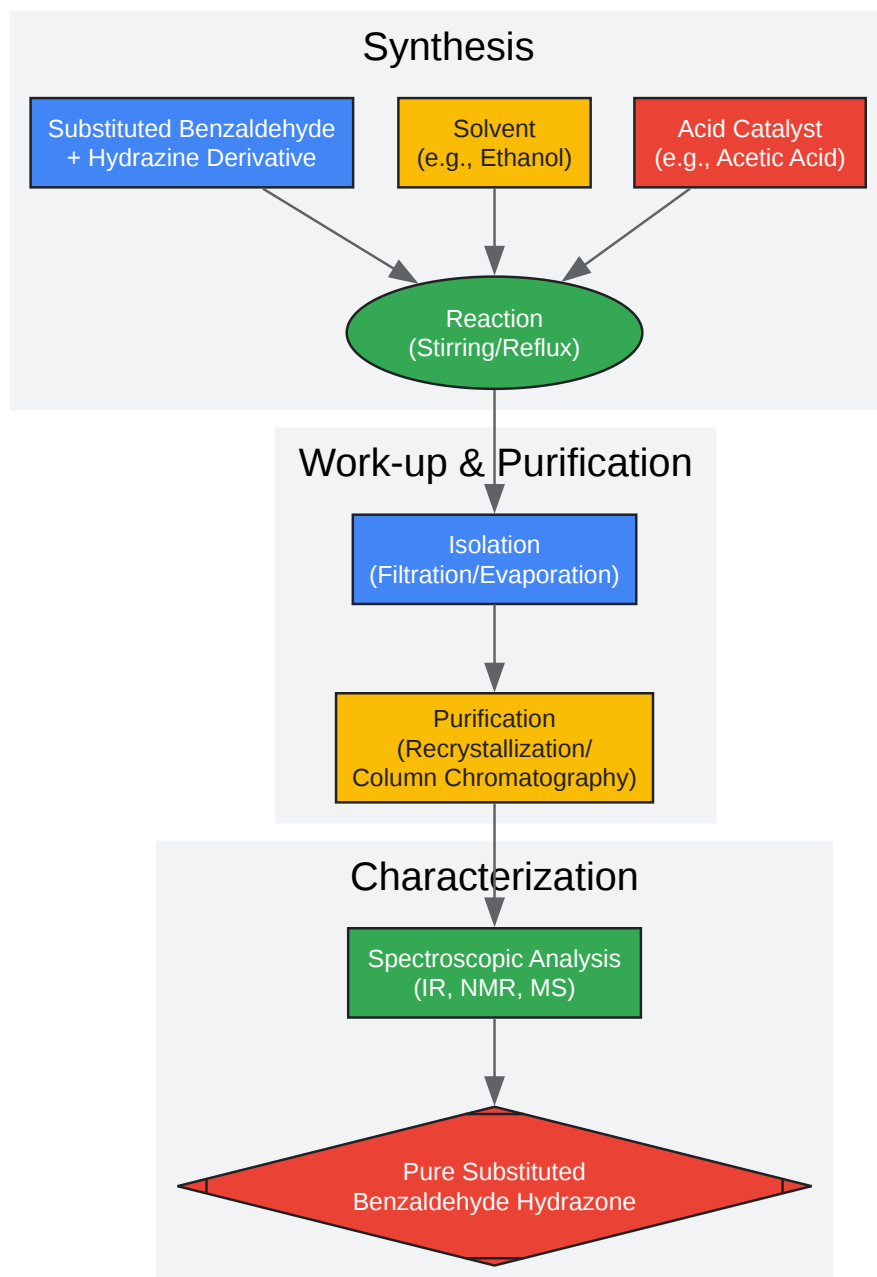 Synthesis
Substituted Benzaldehyde
+ Hydrazine Derivative
Solvent
(e.g., Ethanol)
Acid Catalyst
(e.g., Acetic Acid)
Reaction
(Stirring/Reflux)
Work-up & Purification
Isolation
(Filtration/Evaporation)
Purification
(Recrystallization/
Column Chromatography)
Characterization
Spectroscopic Analysis
(IR, NMR, MS)
Pure Substituted
Benzaldehyde Hydrazone